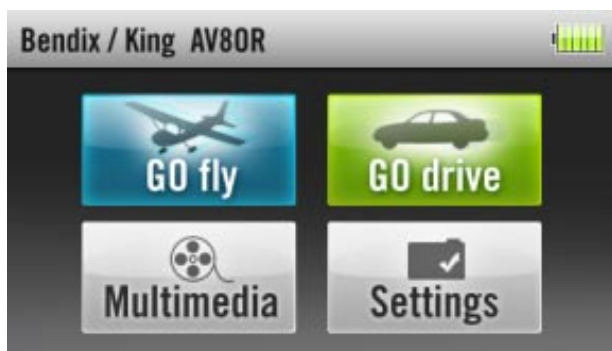 Bendix / King AV8OR
GO fly
GO drive
Multimedia
Settings